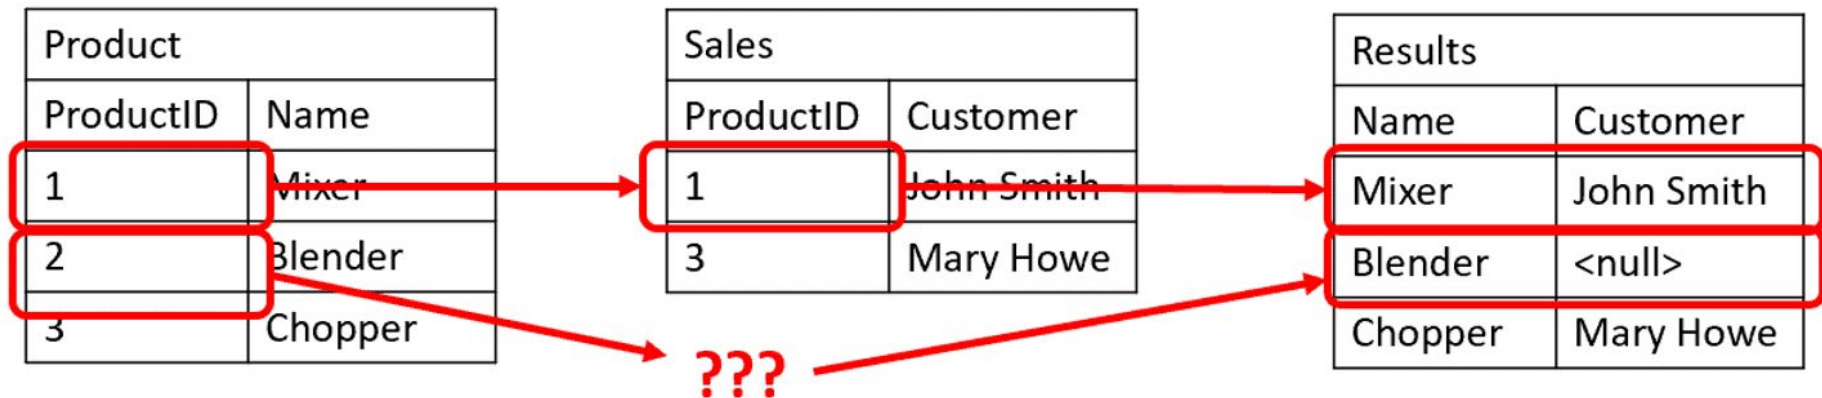 Product
ProductID Name
1 Mixer
2 Blender
3 Chopper
Sales
ProductID Customer
1 John Smith
3 Mary Howe
???
Results
Name Customer
Mixer John Smith
Blender <null>
Chopper Mary Howe